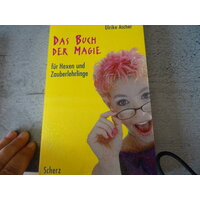 Ulrike Ascher
DAS BUCH
DER MAGIE
für Hexen und
Zauberlehrlinge
Scherz